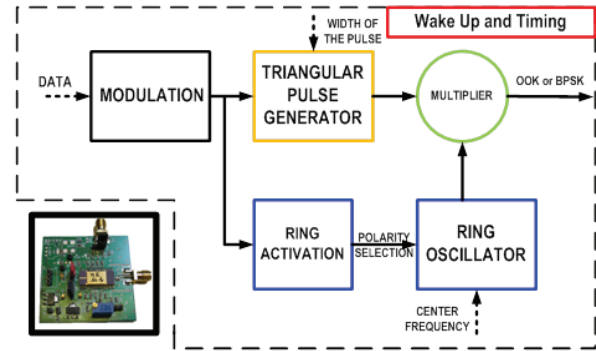 WIDTH OF
THE PULSE
Wake Up and Timing
DATA
MODULATION
TRIANGULAR
PULSE
GENERATOR
MULTIPLIER
OOK or BPSK
RING
ACTIVATION
POLARITY
SELECTION
RING
OSCILLATOR
CENTER
FREQUENCY